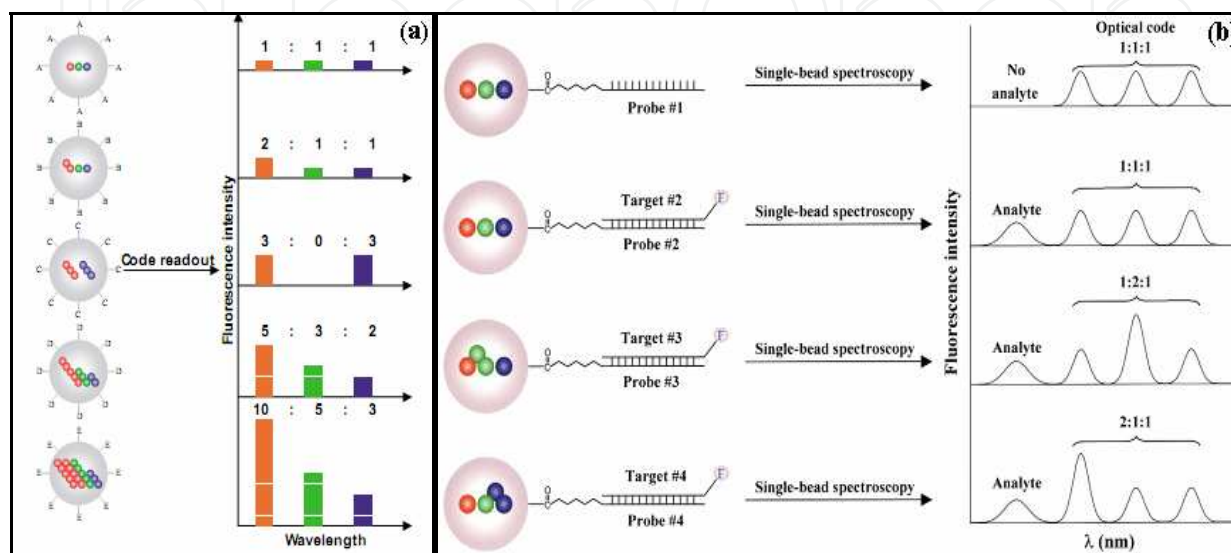 (a)
A
A
A
A
A
A
A
A
B
B
B
B
B
B
B
B
C
C
C
C
C
C
C
C
D
D
D
D
D
D
D
D
E
E
E
E
E
E
E
E
Code readout
Fluorescence intensity
1 : 1 : 1
2 : 1 : 1
3 : 0 : 3
5 : 3 : 2
10 : 5 : 3
Wavelength
(b)
O
C
Probe #1
Single-bead spectroscopy
O
C
Target #2
F
Probe #2
Single-bead spectroscopy
O
C
Target #3
F
Probe #3
Single-bead spectroscopy
O
C
Target #4
F
Probe #4
Single-bead spectroscopy
Fluorescence intensity
Optical code
1:1:1
No
analyte
1:1:1
Analyte
1:2:1
Analyte
2:1:1
Analyte
λ (nm)